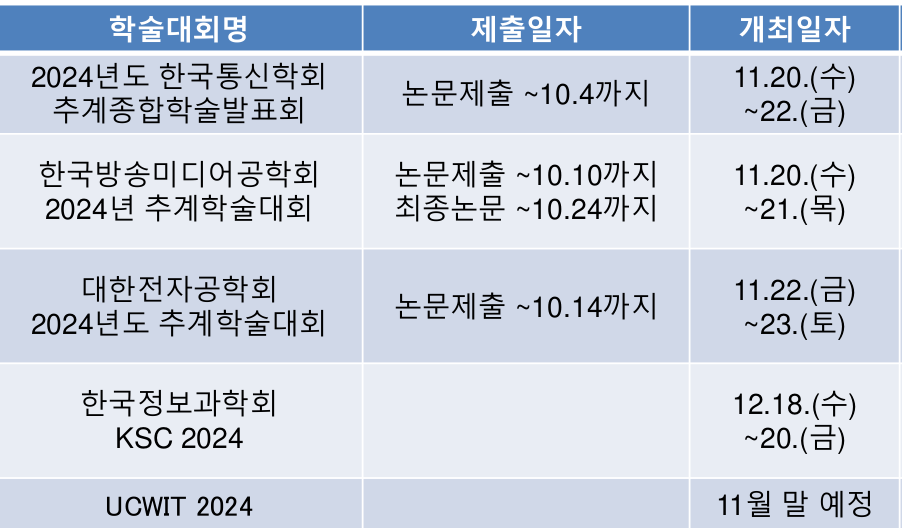 학술대회명 제출일자 개최일자
2024년도 한국통신학회
추계종합학술발표회
논문제출 ~10.4까지
11.20.(수)
~22.(금)
한국방송미디어공학회
2024년 추계학술대회
논문제출 ~10.10까지
최종논문 ~10.24까지
11.20.(수)
~21.(목)
대한전자공학회
2024년도 추계학술대회
논문제출 ~10.14까지
11.22.(금)
~23.(토)
한국정보과학회
KSC 2024
12.18.(수)
~20.(금)
UCWIT 2024
11월 말 예정